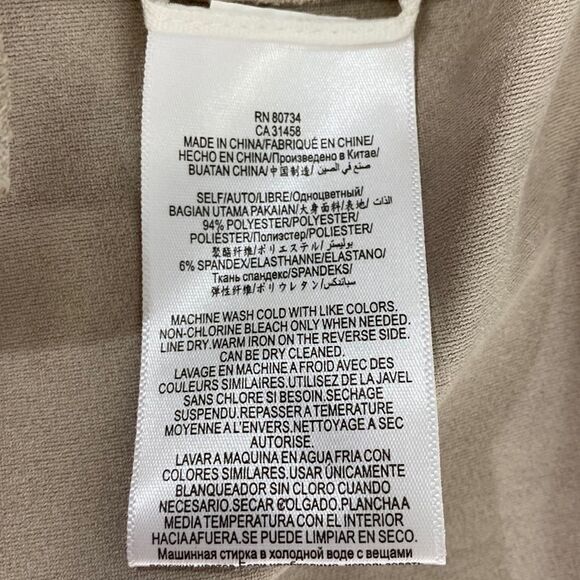 RN 80734
CA 31458
MADE IN CHINA/FABRIQUÉ EN CHINE/
HECHO EN CHINA/Произведено в Китае/
BUATAN CHINA/中国制造/ صنع في الصين/
SELF/AUTO/LIBRE/Одноцветный/
BAGIAN UTAMA PAKAIAN/大身面料/表地/ الذات/
94% POLYESTER/POLYESTER/
POLIÉSTER/Полиэстер/POLIESTER/
聚酯纤维/ポリエステル/ بوليستر/
6% SPANDEX/ELASTHANNE/ELASTANO/
Ткань спандекс/SPANDEKS/
弹性纤维/ポリウレタン/ سباندكس/
MACHINE WASH COLD WITH LIKE COLORS.
NON-CHLORINE BLEACH ONLY WHEN NEEDED.
LINE DRY.WARM IRON ON THE REVERSE SIDE.
CAN BE DRY CLEANED.
LAVAGE EN MACHINE A FROID AVEC DES
COULEURS SIMILAIRES.UTILISEZ DE LA JAVEL
SANS CHLORE SI BESOIN.SECHAGE
SUSPENDU.REPASSER A TEMERATURE
MOYENNE A L'ENVERS.NETTOYAGE A SEC
AUTORISE.
LAVAR A MAQUINA EN AGUA FRIA CON
COLORES SIMILARES.USAR ÚNICAMENTE
BLANQUEADOR SIN CLORO CUANDO
NECESARIO.SECAR COLGADO.PLANCHA A
MEDIA TEMPERATURA CON EL INTERIOR
HACIA AFUERA.SE PUEDE LIMPIAR EN SECO.
Машинная стирка в холодной воде с вещами